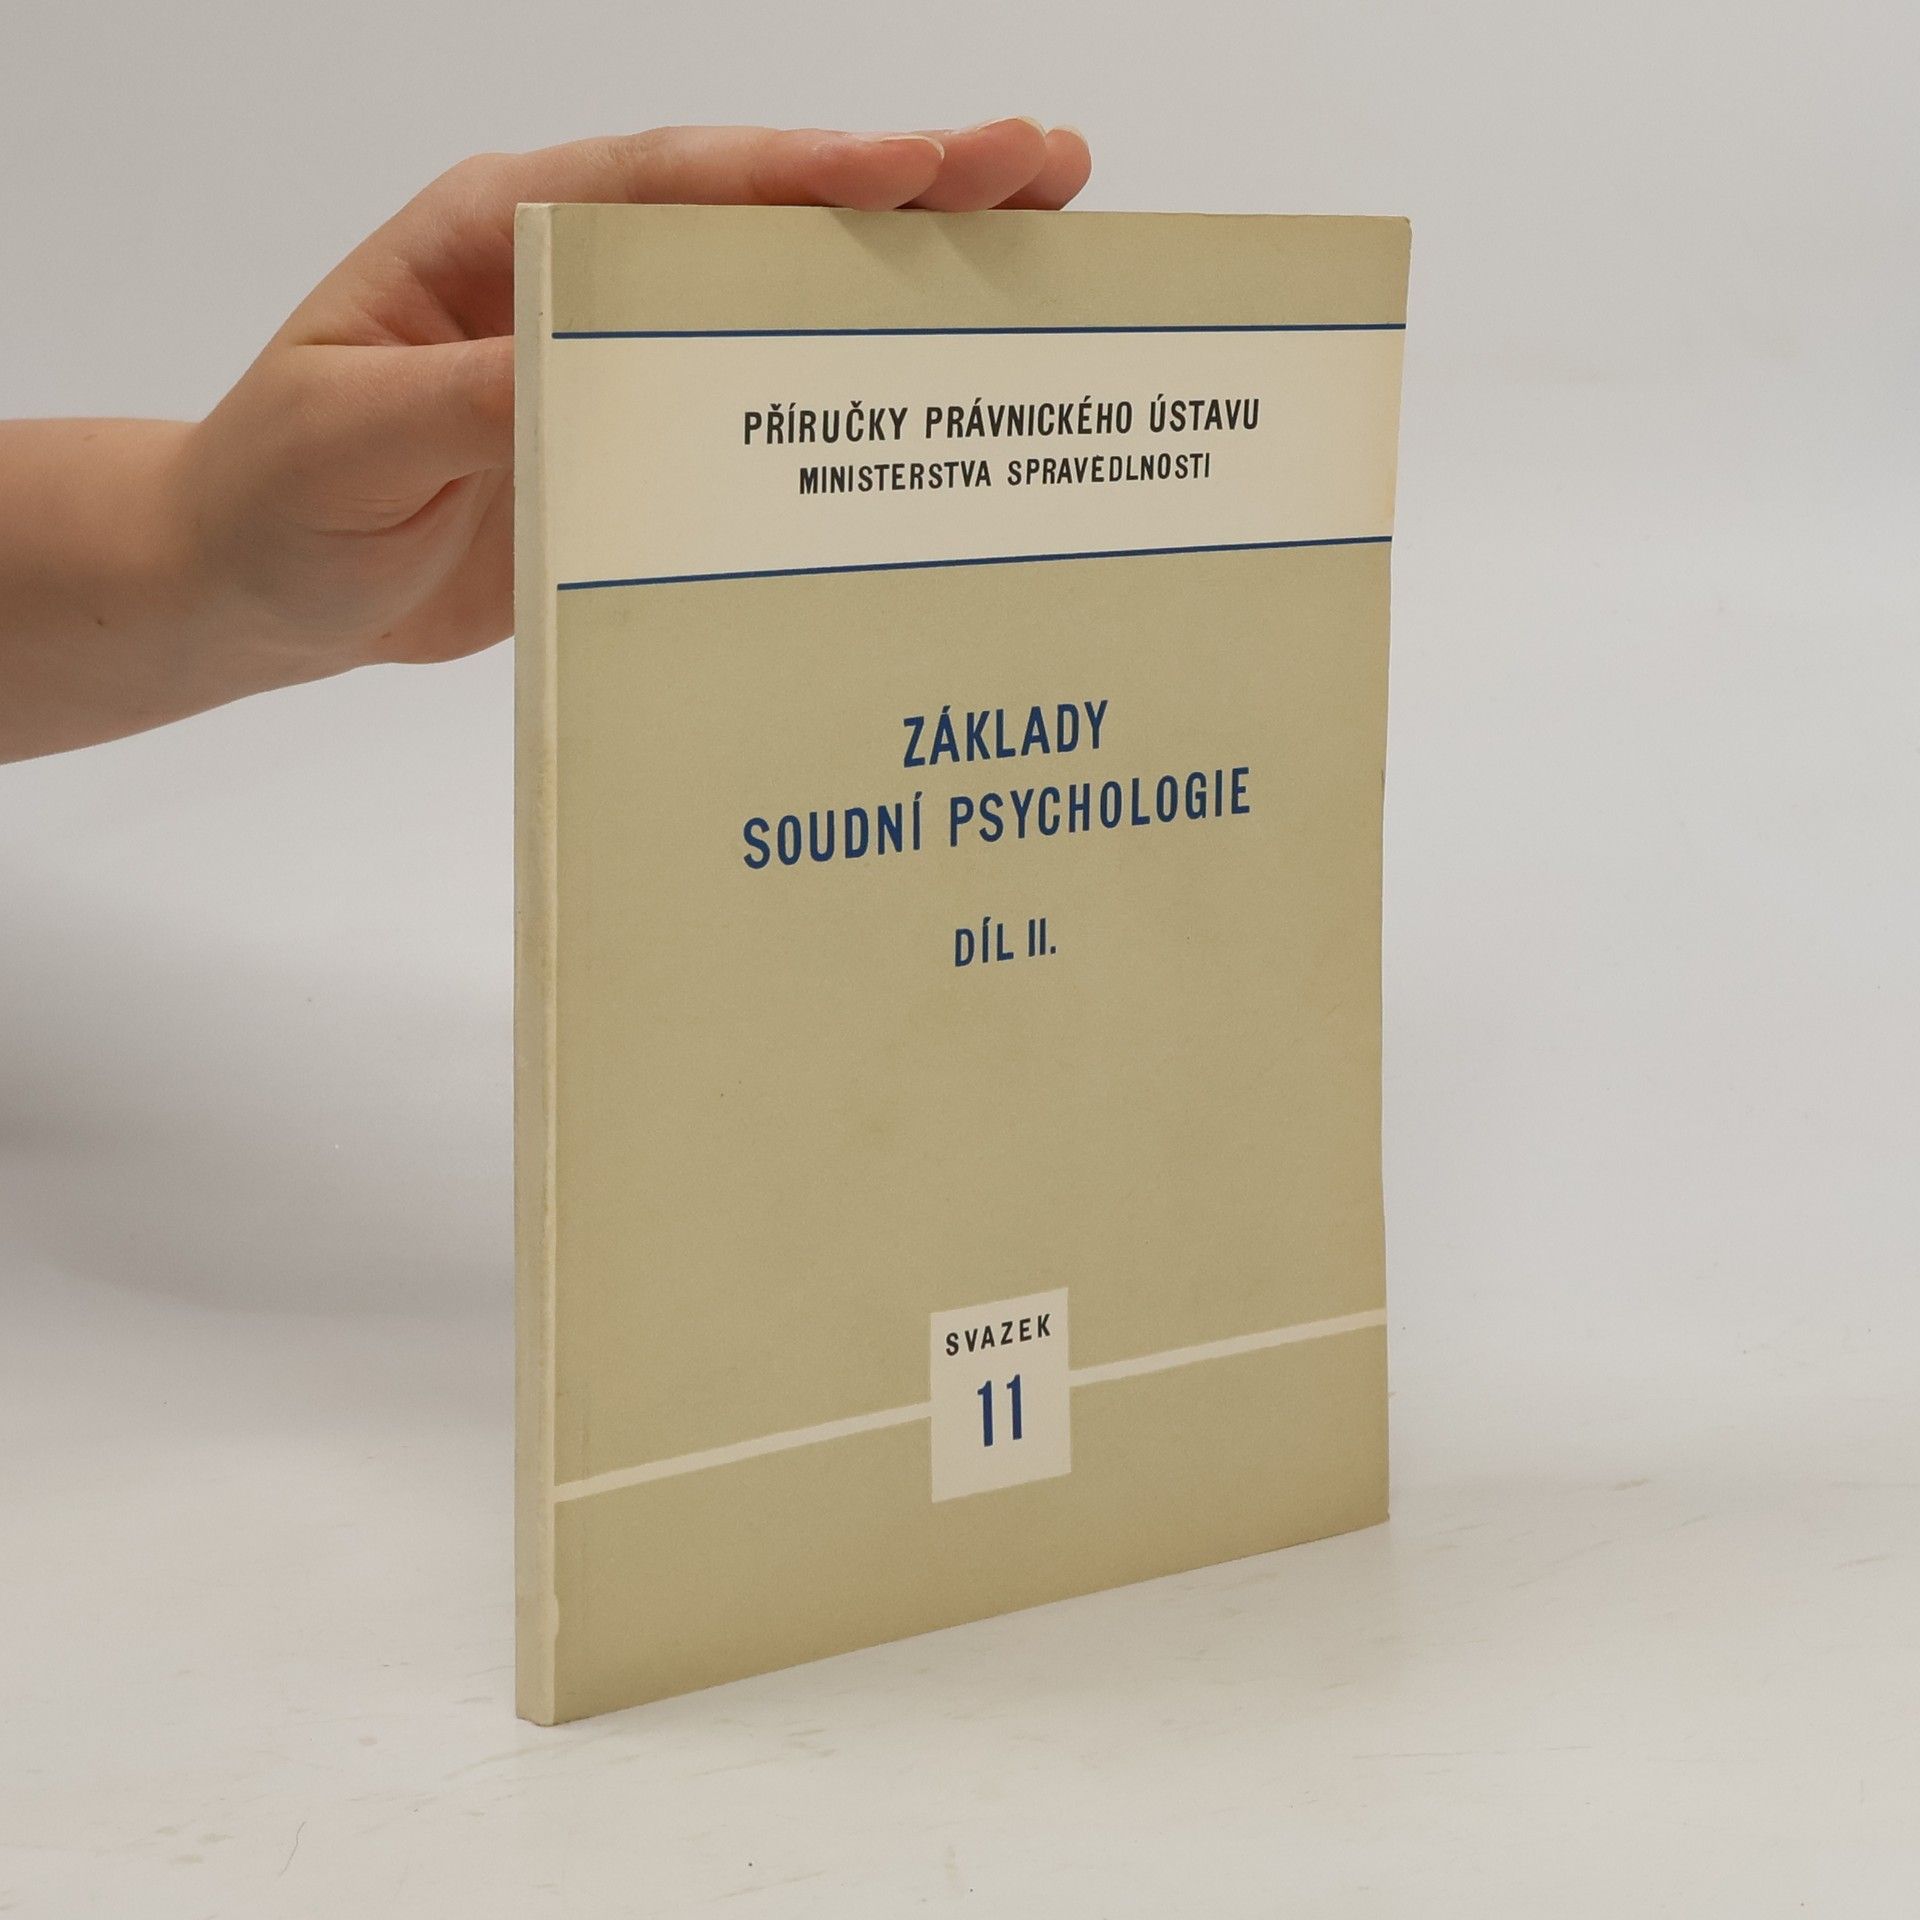 PŘÍRUČKY PRÁVNICKÉHO ÚSTAVU
MINISTERSTVA SPRAVEDLNOSTI
ZÁKLADY
SOUDNÍ PSYCHOLOGIE
DÍL II.
SVAZEK
11